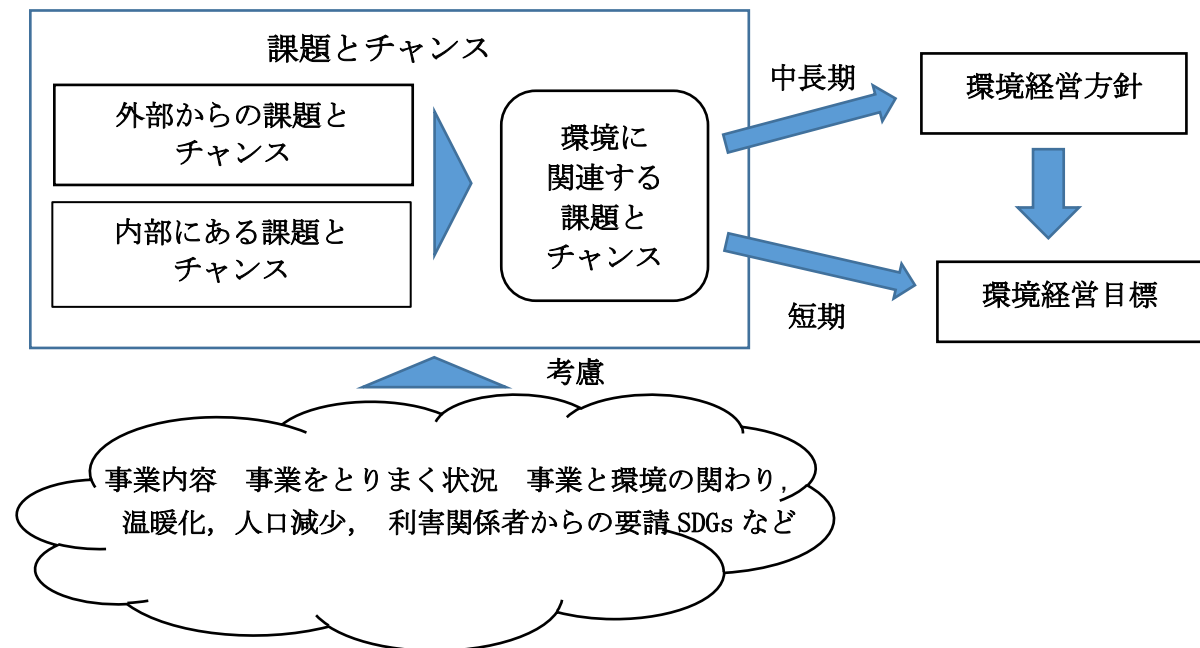 課題とチャンス
外部からの課題と
チャンス
内部にある課題と
チャンス
環境に
関連する
課題と
チャンス
中長期
環境経営方針
短期
環境経営目標
考慮
事業内容　事業をとりまく状況　事業と環境の関わり,
温暖化, 人口減少,　利害関係者からの要請 SDGs など